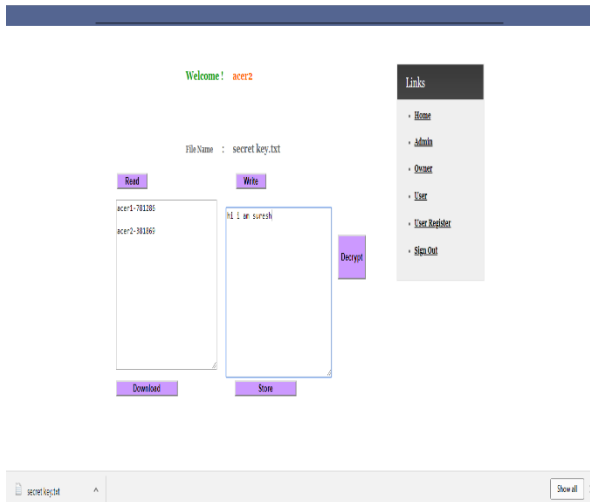 Welcome ! acer2
Links
Home
Admin
Owner
User
User Register
Sign Out
File Name : secret key.txt
Read Write
acer1-781286
acer2-381869
hi i am suresh
Decrypt
Download Store
secret key.txt
Show all